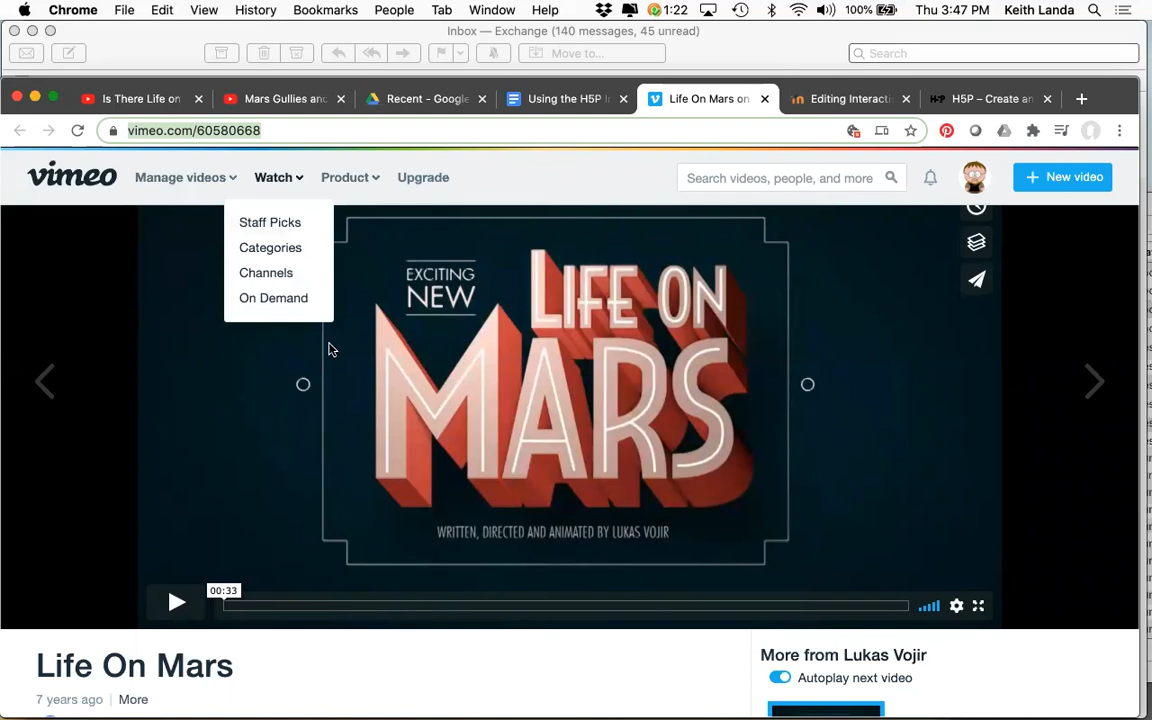 Chrome File Edit View History Bookmarks People Tab Window Help 1:22 100% Thu 3:47 PM Keith Landa
Inbox — Exchange (140 messages, 45 unread)
Move to... Search
Is There Life on Mars Gullies and Recent - Google Using the H5P I Life On Mars on Editing Interacti H5P – Create an
vimeo.com/60580668
vimeo Manage videos Watch Product Upgrade Search videos, people, and more New video
Staff Picks
Categories
Channels
On Demand
EXCITING
NEW
LIFE ON
MARS
WRITTEN, DIRECTED AND ANIMATED BY LUKAS VOJIR
00:33
Life On Mars
7 years ago More
More from Lukas Vojir
Autoplay next video